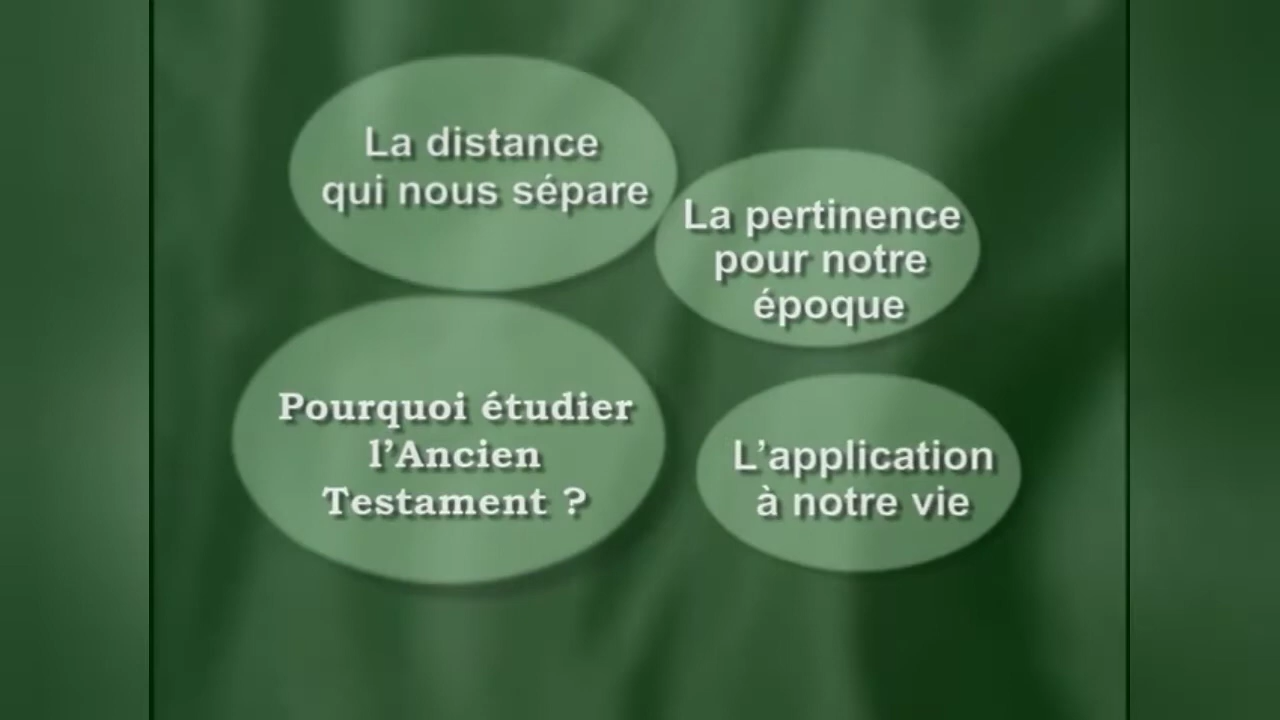 La distance
qui nous sépare
La pertinence
pour notre
époque
Pourquoi étudier
l’Ancien
Testament ?
L’application
à notre vie